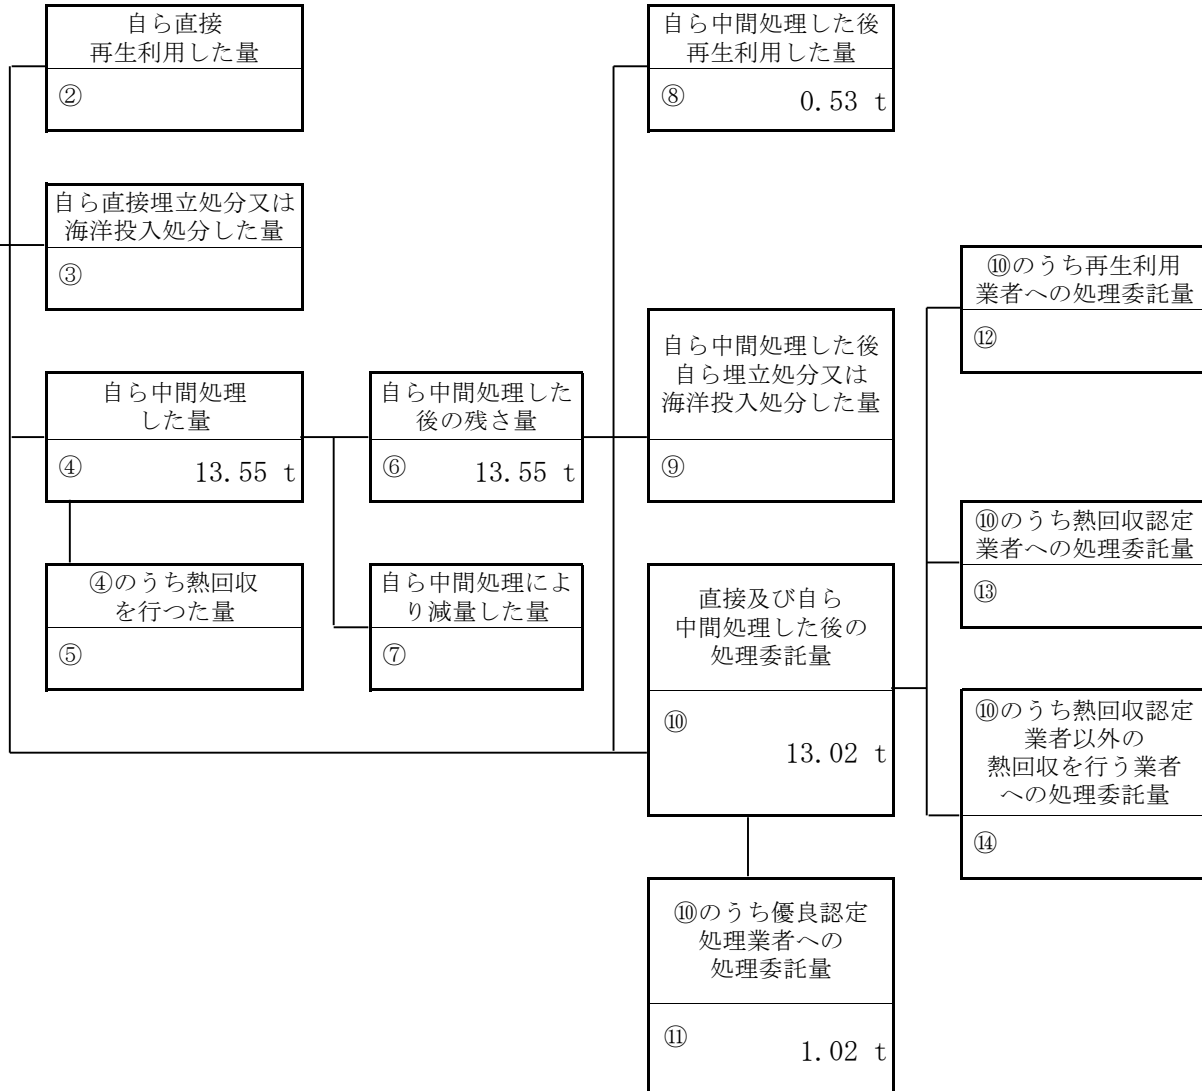 自ら直接
再生利用した量
②
自ら中間処理した後
再生利用した量
⑧ 0.53 t
自ら直接埋立処分又は
海洋投入処分した量
③
⑩のうち再生利用
業者への処理委託量
⑫
自ら中間処理した後
自ら埋立処分又は
海洋投入処分した量
⑨
自ら中間処理
した量
④ 13.55 t
自ら中間処理した
後の残さ量
⑥ 13.55 t
⑩のうち熱回収認定
業者への処理委託量
⑬
④のうち熱回収
を行つた量
⑤
自ら中間処理によ
り減量した量
⑦
直接及び自ら
中間処理した後の
処理委託量
⑩
13.02 t
⑩のうち熱回収認定
業者以外の
熱回収を行う業者
への処理委託量
⑭
⑩のうち優良認定
処理業者への
処理委託量
⑪
1.02 t